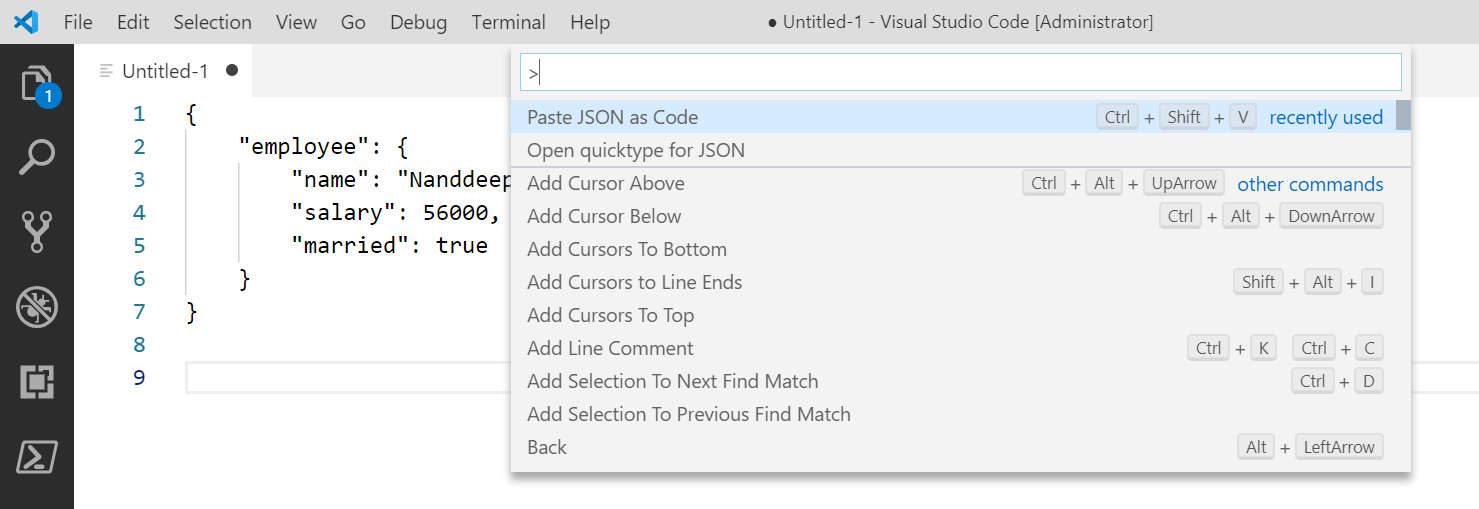 File Edit Selection View Go Debug Terminal Help ● Untitled-1 - Visual Studio Code [Administrator]
1
Untitled-1 ●
>
Paste JSON as Code Ctrl + Shift + V recently used
Open quicktype for JSON
Add Cursor Above Ctrl + Alt + UpArrow other commands
Add Cursor Below Ctrl + Alt + DownArrow
Add Cursors To Bottom
Add Cursors to Line Ends Shift + Alt + I
Add Cursors To Top
Add Line Comment Ctrl + K Ctrl + C
Add Selection To Next Find Match Ctrl + D
Add Selection To Previous Find Match
Back Alt + LeftArrow
1 {
2 "employee": {
3 "name": "Nanddeep
4 "salary": 56000,
5 "married": true
6 }
7 }
8
9